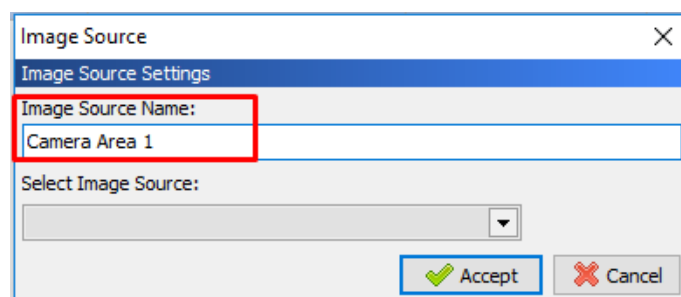 Image Source
Image Source Settings
Image Source Name:
Camera Area 1
Select Image Source:
Accept
Cancel